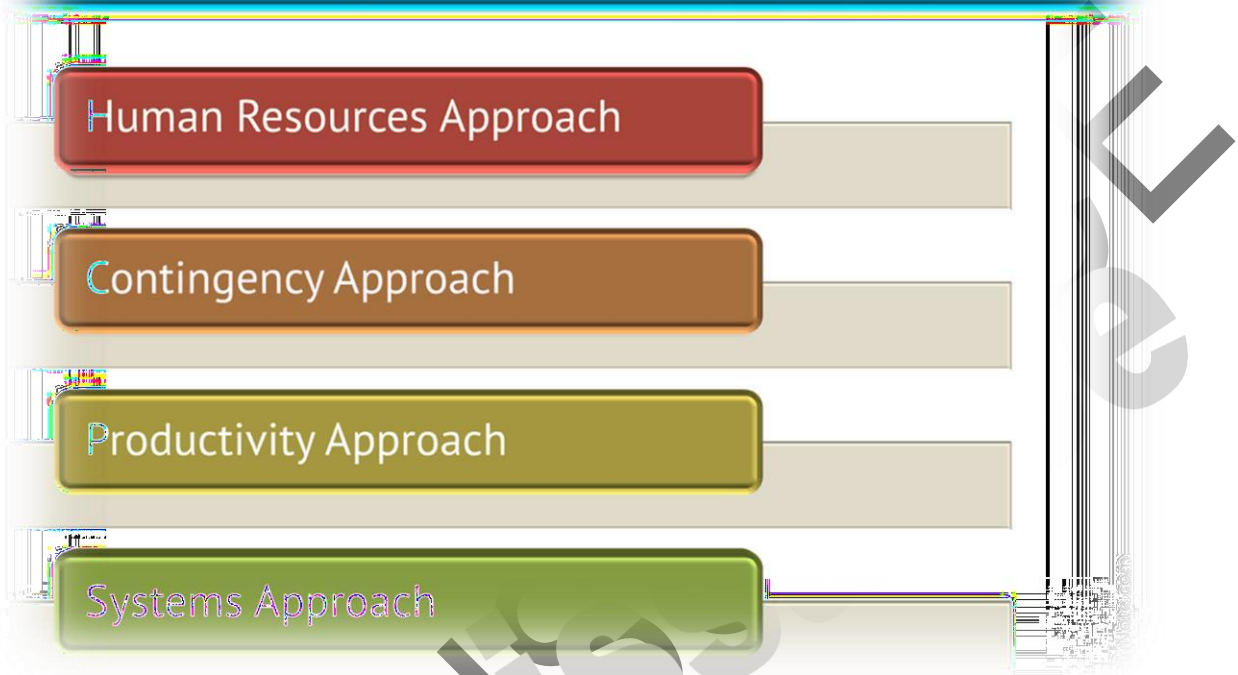 Human Resources Approach
Contingency Approach
Productivity Approach
Systems Approach